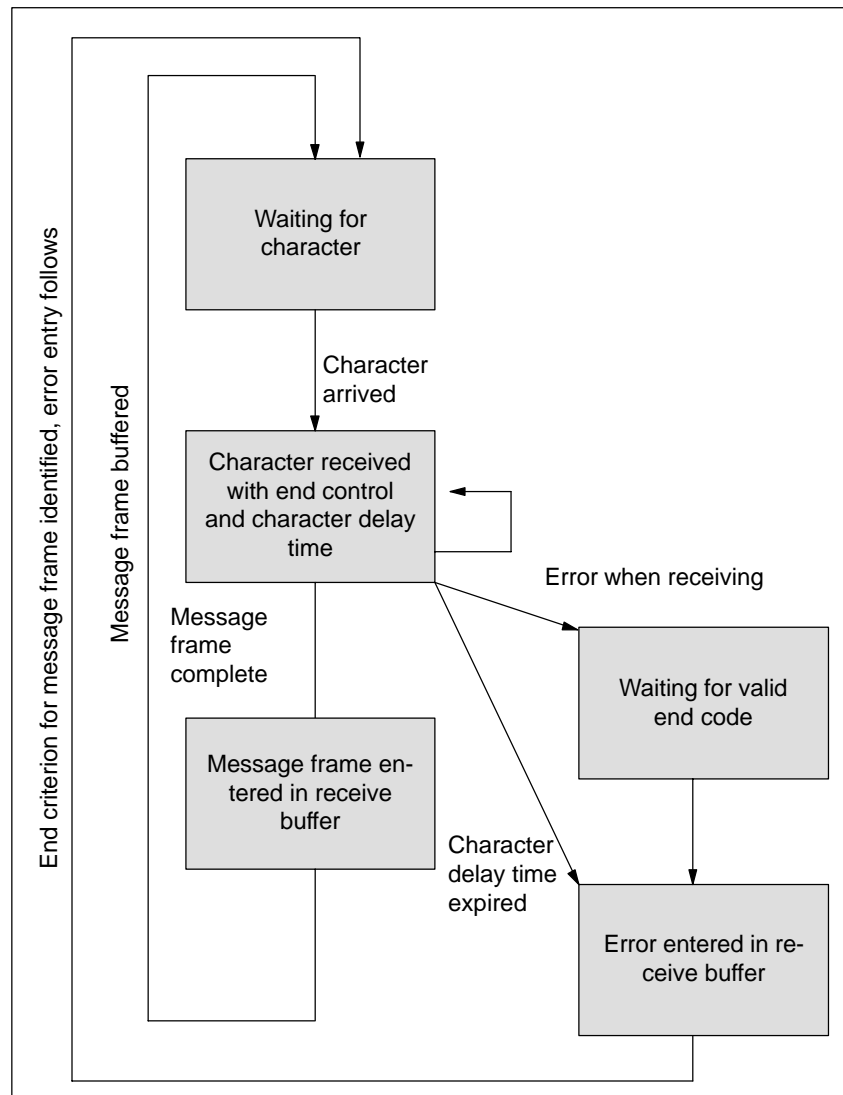 End criterion for message frame identified, error entry follows
Message frame buffered
Waiting for
character
Character
arrived
Character received
with end control
and character delay
time
Error when receiving
Message
frame
complete
Waiting for valid
end code
Message frame en-
tered in receive
buffer
Character
delay time
expired
Error entered in re-
ceive buffer